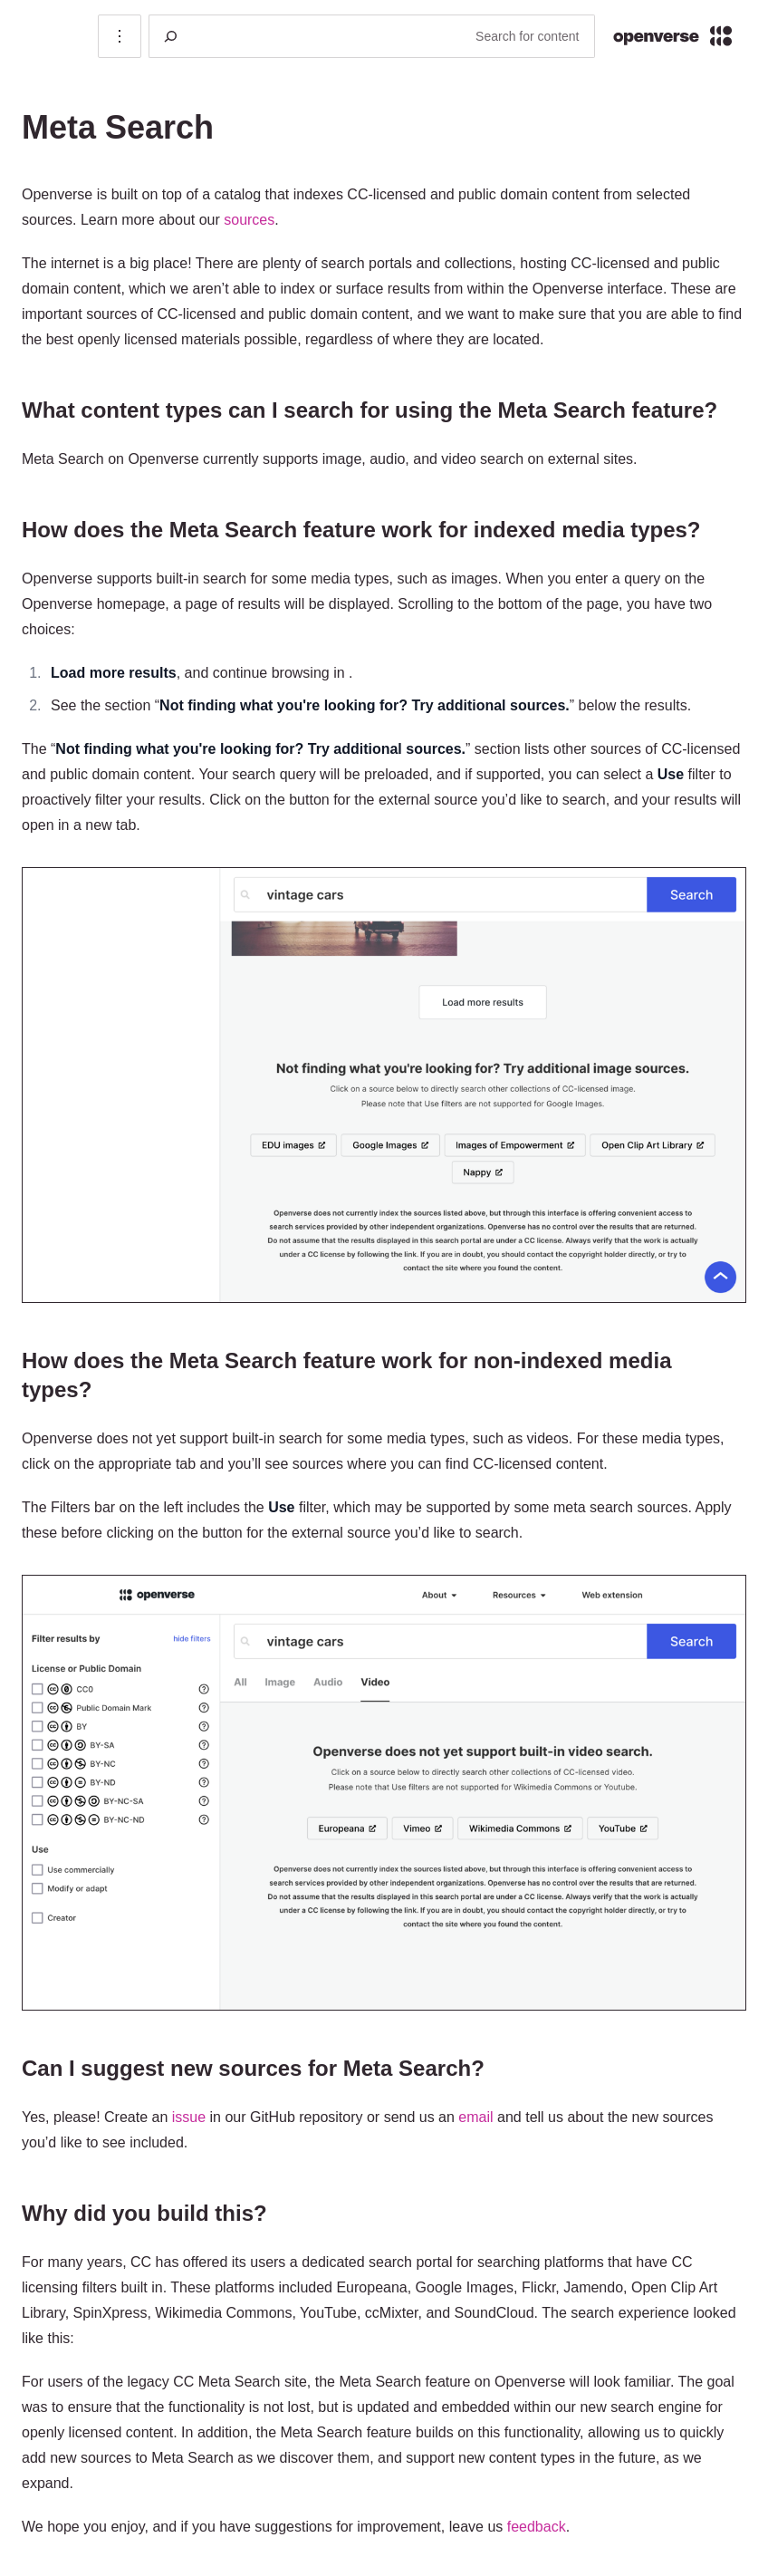 Search for content
openverse
Meta Search
Openverse is built on top of a catalog that indexes CC-licensed and public domain content from selected
sources. Learn more about our sources.
The internet is a big place! There are plenty of search portals and collections, hosting CC-licensed and public
domain content, which we aren’t able to index or surface results from within the Openverse interface. These are
important sources of CC-licensed and public domain content, and we want to make sure that you are able to find
the best openly licensed materials possible, regardless of where they are located.
What content types can I search for using the Meta Search feature?
Meta Search on Openverse currently supports image, audio, and video search on external sites.
How does the Meta Search feature work for indexed media types?
Openverse supports built-in search for some media types, such as images. When you enter a query on the
Openverse homepage, a page of results will be displayed. Scrolling to the bottom of the page, you have two
choices:
1. Load more results, and continue browsing in .
2. See the section “Not finding what you're looking for? Try additional sources.” below the results.
The “Not finding what you're looking for? Try additional sources.” section lists other sources of CC-licensed
and public domain content. Your search query will be preloaded, and if supported, you can select a Use filter to
proactively filter your results. Click on the button for the external source you’d like to search, and your results will
open in a new tab.
vintage cars
Search
Load more results
Not finding what you're looking for? Try additional image sources.
Click on a source below to directly search other collections of CC-licensed image.
Please note that Use filters are not supported for Google Images.
EDU images Google Images Images of Empowerment Open Clip Art Library
Nappy
Openverse does not currently index the sources listed above, but through this interface is offering convenient access to
search services provided by other independent organizations. Openverse has no control over the results that are returned.
Do not assume that the results displayed in this search portal are under a CC license. Always verify that the work is actually
under a CC license by following the link. If you are in doubt, you should contact the copyright holder directly, or try to
contact the site where you found the content.
How does the Meta Search feature work for non-indexed media
types?
Openverse does not yet support built-in search for some media types, such as videos. For these media types,
click on the appropriate tab and you’ll see sources where you can find CC-licensed content.
The Filters bar on the left includes the Use filter, which may be supported by some meta search sources. Apply
these before clicking on the button for the external source you’d like to search.
openverse
About Resources Web extension
Filter results by hide filters
License or Public Domain
CC0
Public Domain Mark
BY
BY-SA
BY-NC
BY-ND
BY-NC-SA
BY-NC-ND
Use
Use commercially
Modify or adapt
Creator
vintage cars
Search
All Image Audio Video
Openverse does not yet support built-in video search.
Click on a source below to directly search other collections of CC-licensed video.
Please note that Use filters are not supported for Wikimedia Commons or Youtube.
Europeana Vimeo Wikimedia Commons YouTube
Openverse does not currently index the sources listed above, but through this interface is offering convenient access to
search services provided by other independent organizations. Openverse has no control over the results that are returned.
Do not assume that the results displayed in this search portal are under a CC license. Always verify that the work is actually
under a CC license by following the link. If you are in doubt, you should contact the copyright holder directly, or try to
contact the site where you found the content.
Can I suggest new sources for Meta Search?
Yes, please! Create an issue in our GitHub repository or send us an email and tell us about the new sources
you’d like to see included.
Why did you build this?
For many years, CC has offered its users a dedicated search portal for searching platforms that have CC
licensing filters built in. These platforms included Europeana, Google Images, Flickr, Jamendo, Open Clip Art
Library, SpinXpress, Wikimedia Commons, YouTube, ccMixter, and SoundCloud. The search experience looked
like this:
For users of the legacy CC Meta Search site, the Meta Search feature on Openverse will look familiar. The goal
was to ensure that the functionality is not lost, but is updated and embedded within our new search engine for
openly licensed content. In addition, the Meta Search feature builds on this functionality, allowing us to quickly
add new sources to Meta Search as we discover them, and support new content types in the future, as we
expand.
We hope you enjoy, and if you have suggestions for improvement, leave us feedback.